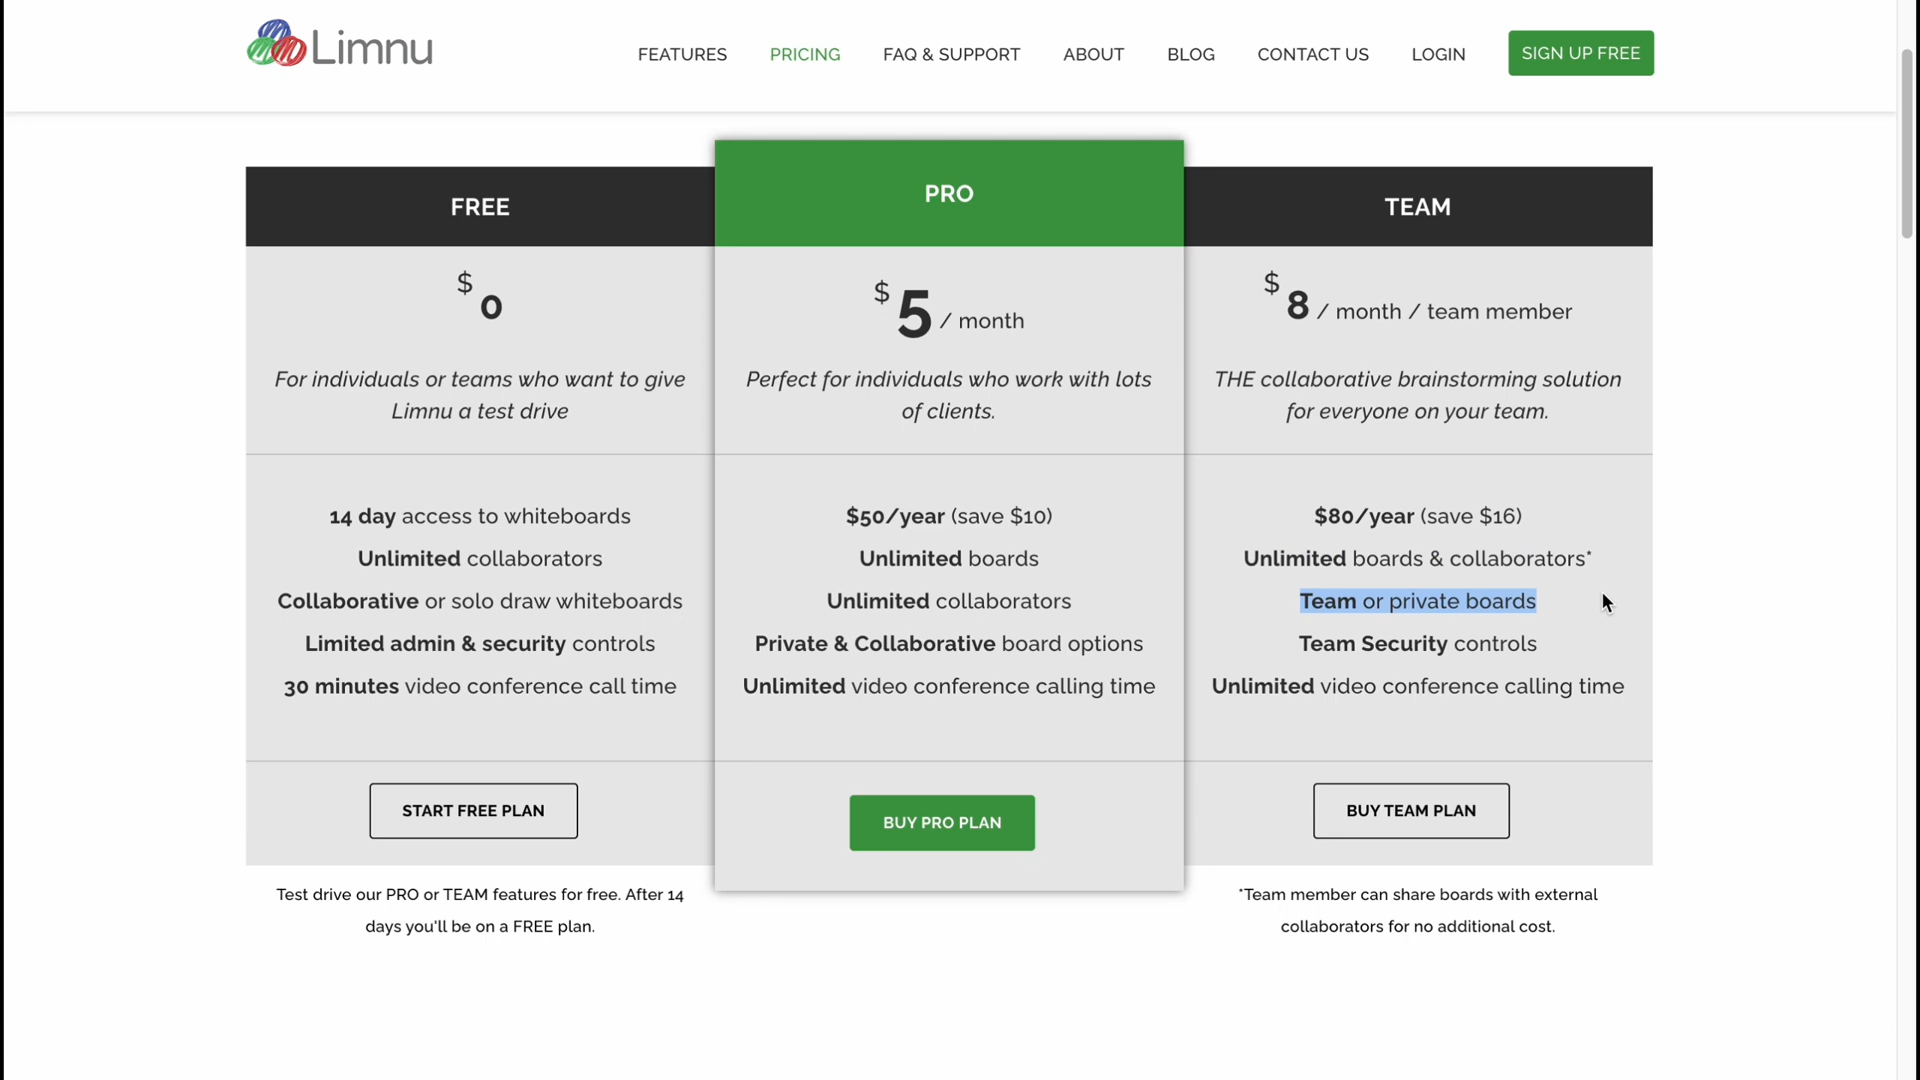 Limnu
FEATURES PRICING FAQ & SUPPORT ABOUT BLOG CONTACT US LOGIN SIGN UP FREE
FREE
$0
For individuals or teams who want to give
Limnu a test drive
14 day access to whiteboards
Unlimited collaborators
Collaborative or solo draw whiteboards
Limited admin & security controls
30 minutes video conference call time
START FREE PLAN
Test drive our PRO or TEAM features for free. After 14
days you'll be on a FREE plan.
PRO
$5 / month
Perfect for individuals who work with lots
of clients.
$50/year (save $10)
Unlimited boards
Unlimited collaborators
Private & Collaborative board options
Unlimited video conference calling time
BUY PRO PLAN
TEAM
$8 / month / team member
THE collaborative brainstorming solution
for everyone on your team.
$80/year (save $16)
Unlimited boards & collaborators*
Team or private boards
Team Security controls
Unlimited video conference calling time
BUY TEAM PLAN
*Team member can share boards with external
collaborators for no additional cost.